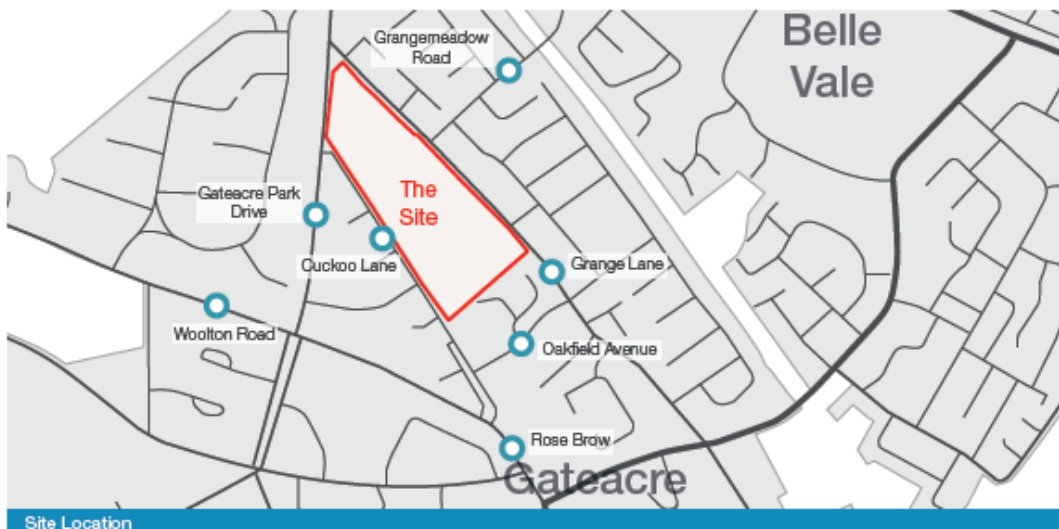 Belle
Vale
Grangemeadow
Road
The
Site
Gateacre Park
Drive
Cuckoo Lane
Grange Lane
Woolton Road
Oakfield Avenue
Rose Brow
Gateacre
Site Location